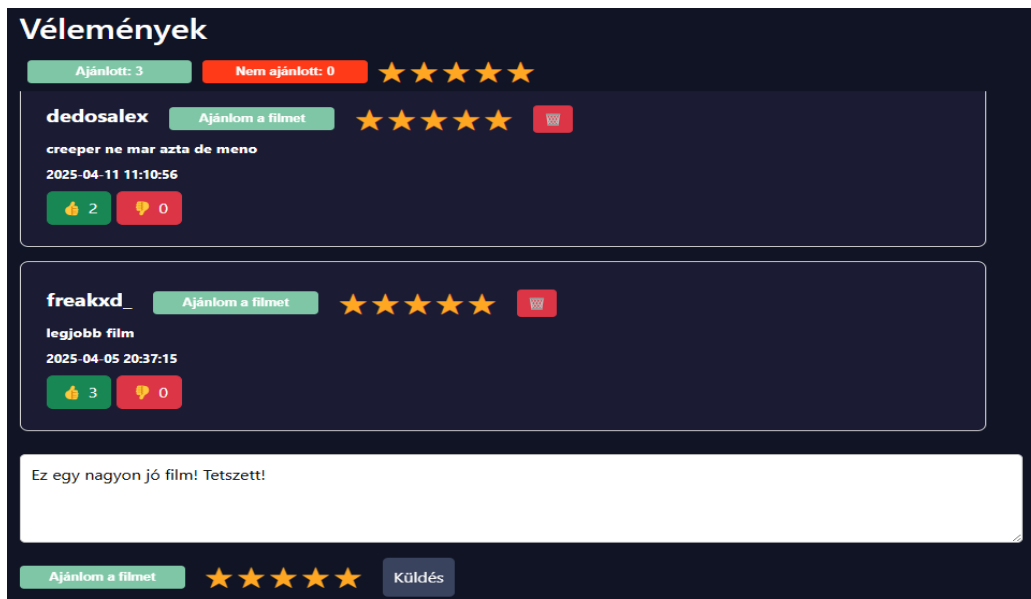 Vélemények
Ajánlott: 3 Nem ajánlott: 0
dedosalex Ajánlom a filmet
creeper ne mar azta de meno
2025-04-11 11:10:56
2 0
freakxd_ Ajánlom a filmet
legjobb film
2025-04-05 20:37:15
3 0
Ez egy nagyon jó film! Tetszett!
Ajánlom a filmet Küldés